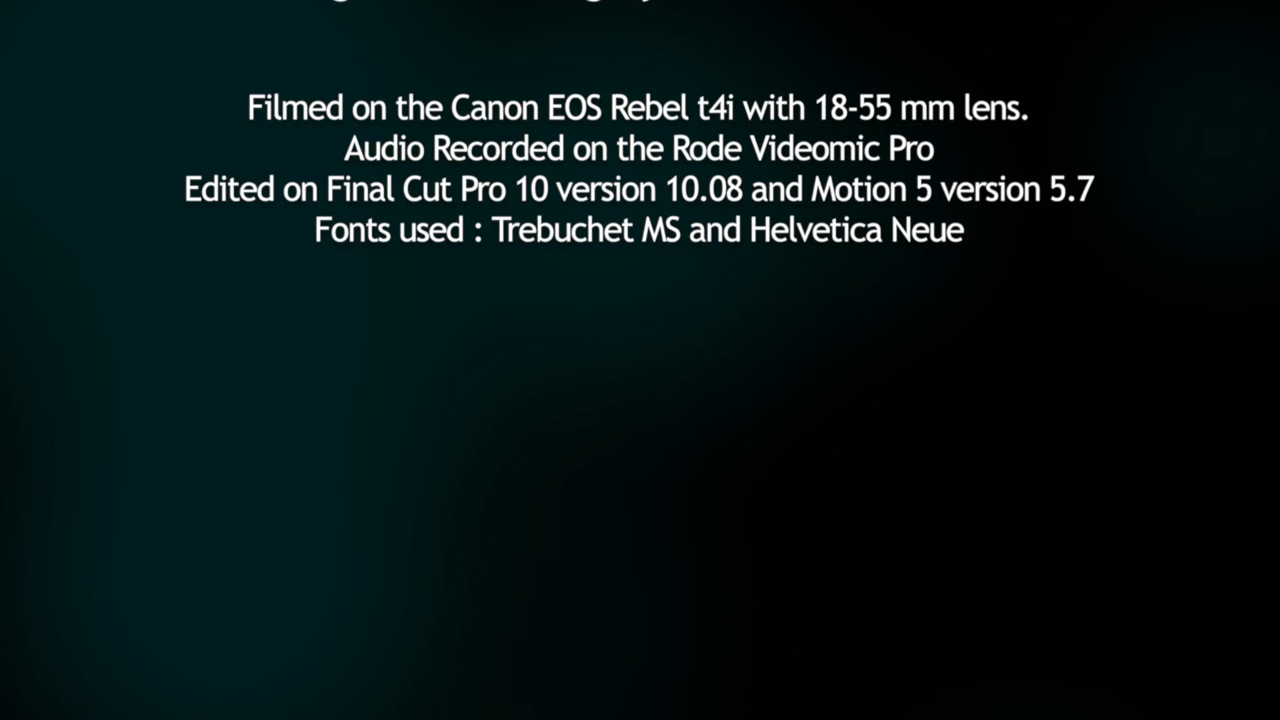 Filmed on the Canon EOS Rebel t4i with 18-55 mm lens.
Audio Recorded on the Rode Videomic Pro
Edited on Final Cut Pro 10 version 10.08 and Motion 5 version 5.7
Fonts used : Trebuchet MS and Helvetica Neue